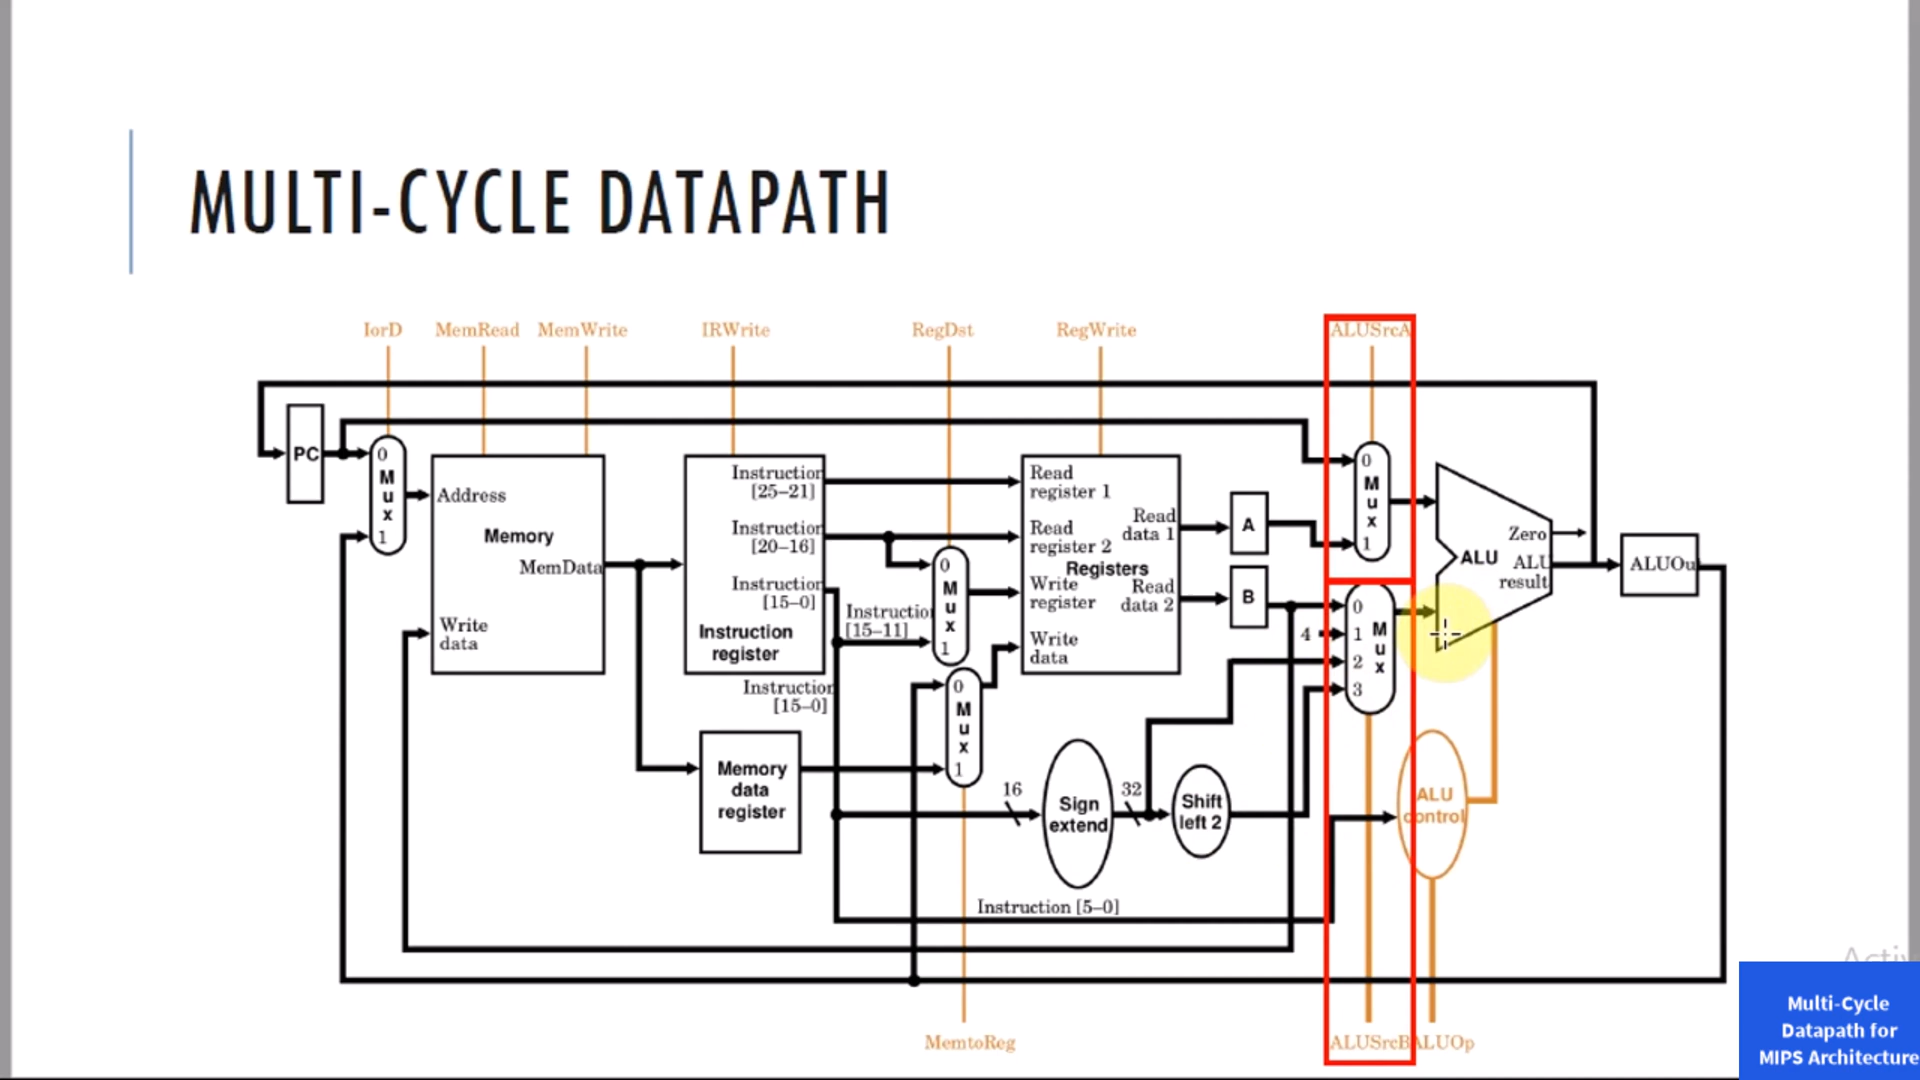 MULTI-CYCLE DATAPATH
IorD
MemRead
MemWrite
IRWrite
RegDst
RegWrite
ALUSrcA
PC
0
M
u
x
1
Address
Memory
MemData
Write
data
Instruction
[25–21]
Instruction
[20–16]
Instruction
[15–0]
Instruction
register
Instruction
[15–0]
Instructio
[15–11]
0
M
u
x
1
0
M
u
x
1
Memory
data
register
Read
register 1
Read
register 2
Registers
Write
register
Write
data
Read
data 1
Read
data 2
A
B
4
0
M
u
x
1
0
1
2
3
M
u
x
ALU
Zero
ALU
result
ALUOu
16
Sign
extend
32
Shift
left 2
ALU
control
Instruction [5–0]
MemtoReg
ALUSrcB
ALUOp
Multi-Cycle
Datapath for
MIPS Architecture